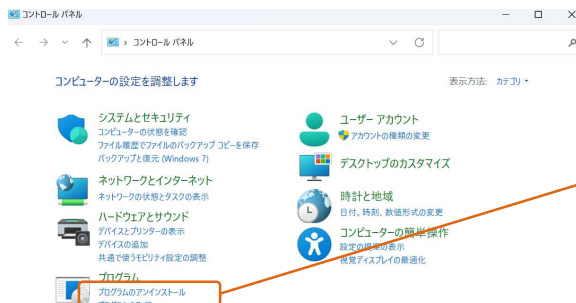 コントロール パネル
コントロール パネル
コンピューターの設定を調整します
表示方法: カテゴリ
システムとセキュリティ
コンピューターの状態を確認
ファイル履歴でファイルのバックアップ コピーを保存
バックアップと復元 (Windows 7)
ネットワークとインターネット
ネットワークの状態とタスクの表示
ハードウェアとサウンド
デバイスとプリンターの表示
デバイスの追加
共通で使うモビリティ設定の調整
プログラム
プログラムのアンインストール
ユーザー アカウント
アカウントの種類の変更
デスクトップのカスタマイズ
時計と地域
日付、時刻、数値形式の変更
コンピューターの簡単操作
設定の提案の表示
視覚ディスプレイの最適化